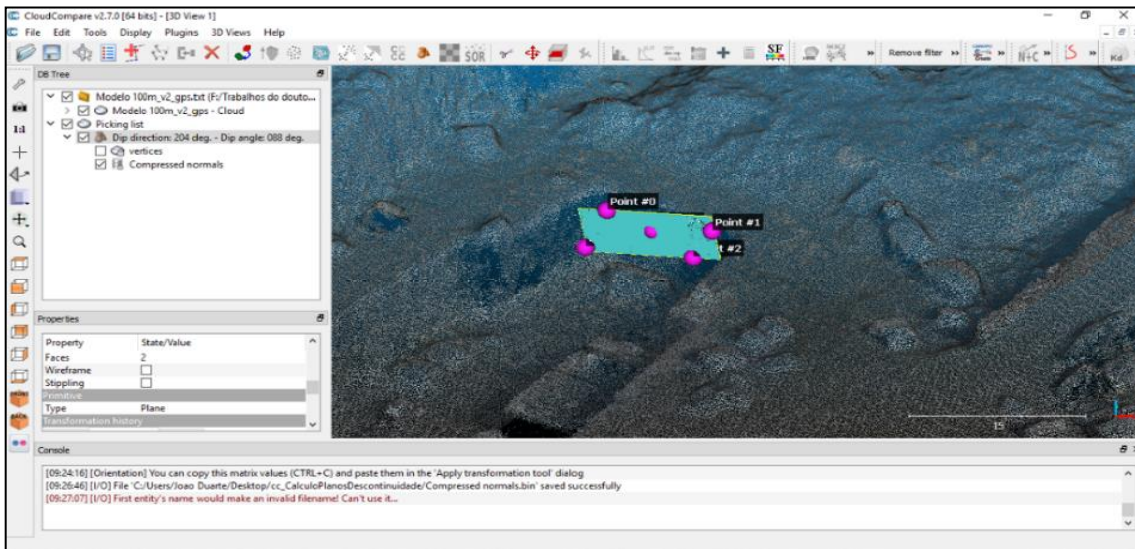 CloudCompare v2.7.0 [64 bits] - [3D View 1]
File Edit Tools Display Plugins 3D Views Help
SOR
SF
Remove filter
N+C
Kd
DB Tree
Modelo 100m_v2_gps.txt (F:/Trabalhos do douto...
Modelo 100m_v2_gps - Cloud
Picking list
Dip direction: 204 deg. - Dip angle: 088 deg.
vertices
Compressed normals
1:1
Point #0
Point #1
t #2
15
Properties
Property State/Value
Faces 2
Wireframe
Stippling
Primitive
Type Plane
Transformation history
Console
[09:24:16] [Orientation] You can copy this matrix values (CTRL+C) and paste them in the 'Apply transformation tool' dialog
[09:26:46] [I/O] File 'C:/Users/Joao Duarte/Desktop/cc_CalculoPlanosDescontinuidade/Compressed normals.bin' saved successfully
[09:27:07] [I/O] First entity's name would make an invalid filename! Can't use it...